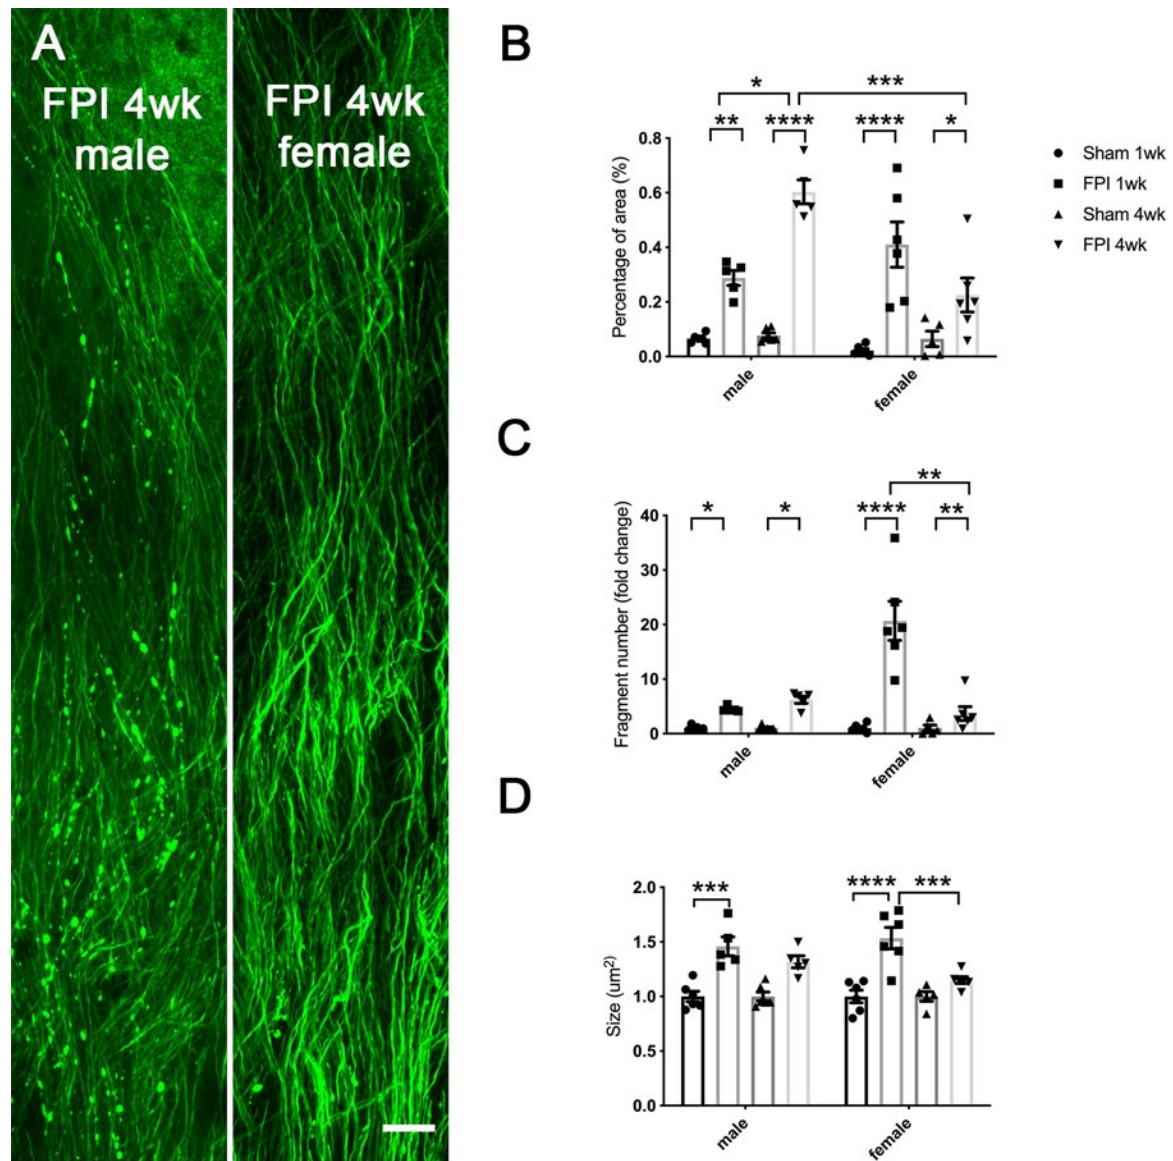 A
FPI 4wk
male
FPI 4wk
female
B
*
***
**
****
****
*
Percentage of area (%)
0.8
0.6
0.4
0.2
0.0
male
female
Sham 1wk
FPI 1wk
Sham 4wk
FPI 4wk
C
**
*
*
****
**
Fragment number (fold change)
40
30
20
10
0
male
female
D
***
****
***
Size (um²)
2.0
1.5
1.0
0.5
0.0
male
female